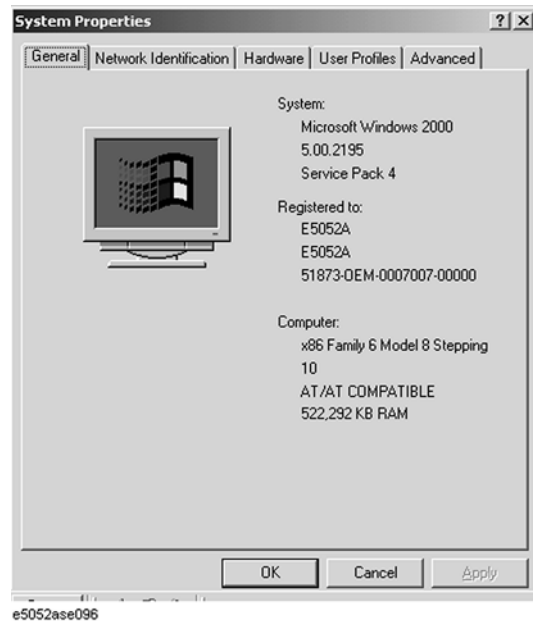 System Properties
General Network Identification Hardware User Profiles Advanced
System:
Microsoft Windows 2000
5.00.2195
Service Pack 4
Registered to:
E5052A
E5052A
51873-OEM-0007007-00000
Computer:
x86 Family 6 Model 8 Stepping
10
AT/AT COMPATIBLE
522,292 KB RAM
OK Cancel Apply
e5052ase096